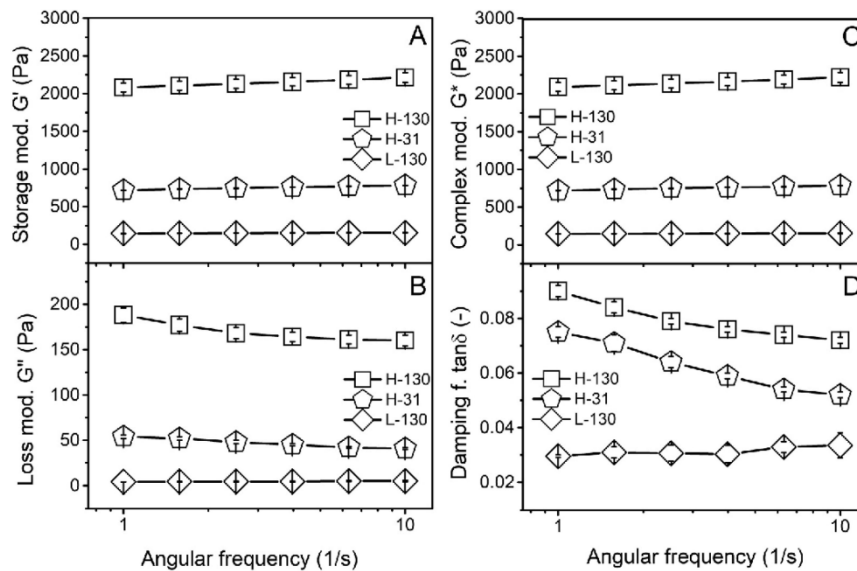 A
Storage mod. G' (Pa)
3000
2500
2000
1500
1000
500
0
H-130
H-31
L-130
C
Complex mod. G* (Pa)
3000
2500
2000
1500
1000
500
0
H-130
H-31
L-130
B
Loss mod. G" (Pa)
200
150
100
50
0
H-130
H-31
L-130
1
10
Angular frequency (1/s)
D
Damping f. tanδ (-)
0.08
0.06
0.04
0.02
H-130
H-31
L-130
1
10
Angular frequency (1/s)